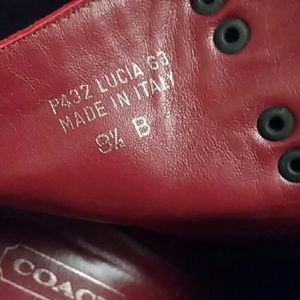 P432 LUCIA G3
MADE IN ITALY
8½ B
COACH